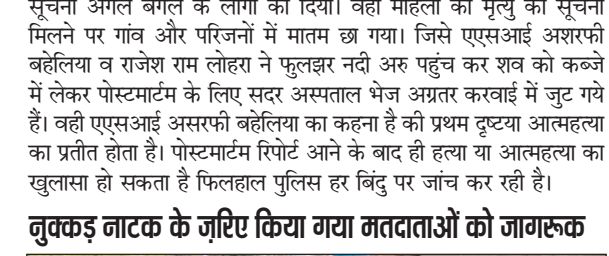 सूचना अगल बगल के लोगों को दिया। वही महिला की मृत्यु की सूचना
मिलने पर गांव और परिजनों में मातम छा गया। जिसे एएसआई अशरफी
बहेलिया व राजेश राम लोहरा ने फुलझर नदी अरु पहुंच कर शव को कब्जे
में लेकर पोस्टमार्टम के लिए सदर अस्पताल भेज अग्रतर करवाई में जुट गये
हैं। वही एएसआई असरफी बहेलिया का कहना है की प्रथम दृष्टया आत्महत्या
का प्रतीत होता है। पोस्टमार्टम रिपोर्ट आने के बाद ही हत्या या आत्महत्या का
खुलासा हो सकता है फिलहाल पुलिस हर बिंदु पर जांच कर रही है।
नुक्कड़ नाटक के ज़रिए किया गया मतदाताओं को जागरूक